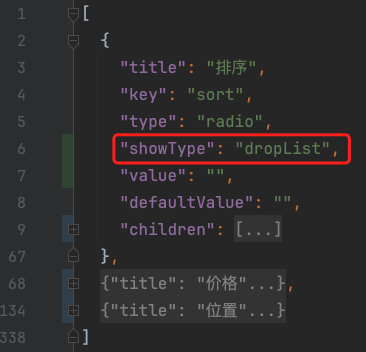 1 [
2 {
3 "title": "排序",
4 "key": "sort",
5 "type": "radio",
6 "showType": "dropList",
7 "value": "",
8 "defaultValue": "",
9 "children": [...]
67 },
68 {"title": "价格"...},
134 {"title": "位置"...}
338 ]